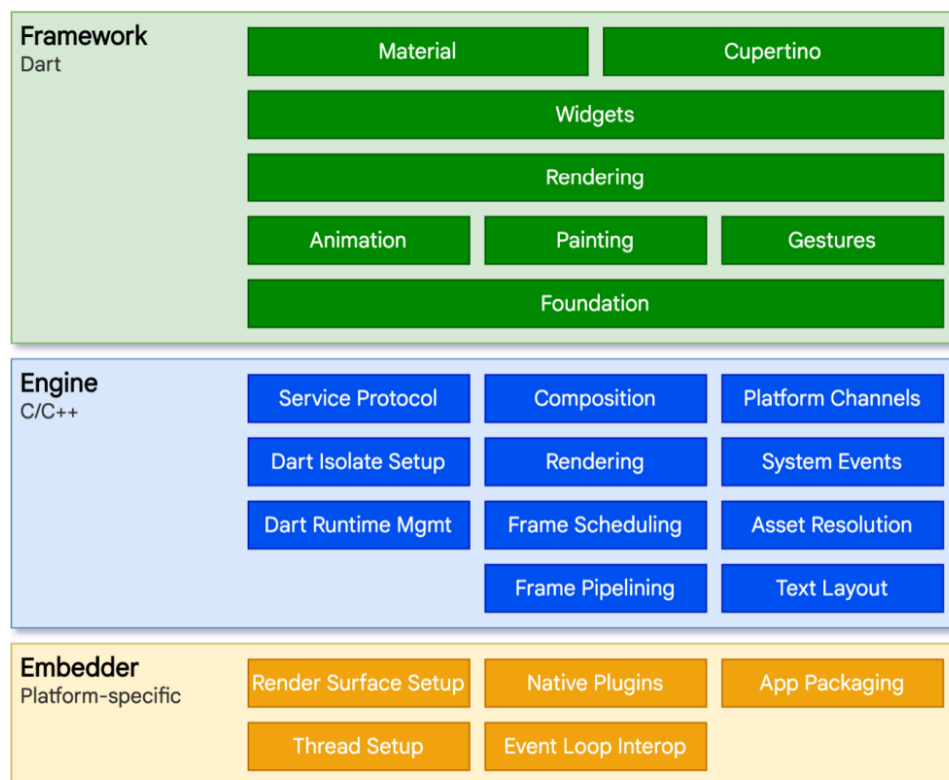 Framework
Dart
Material
Cupertino
Widgets
Rendering
Animation
Painting
Gestures
Foundation
Engine
C/C++
Service Protocol
Composition
Platform Channels
Dart Isolate Setup
Rendering
System Events
Dart Runtime Mgmt
Frame Scheduling
Asset Resolution
Frame Pipelining
Text Layout
Embedder
Platform-specific
Render Surface Setup
Native Plugins
App Packaging
Thread Setup
Event Loop Interop